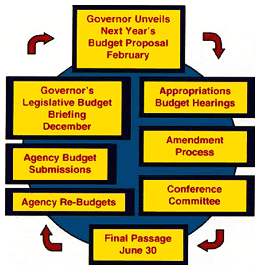 Governor Unveils
Next Year's
Budget Proposal
February
Appropriations
Budget Hearings
Amendment
Process
Conference
Committee
Final Passage
June 30
Agency Re-Budgets
Agency Budget
Submissions
Governor's
Legislative Budget
Briefing
December